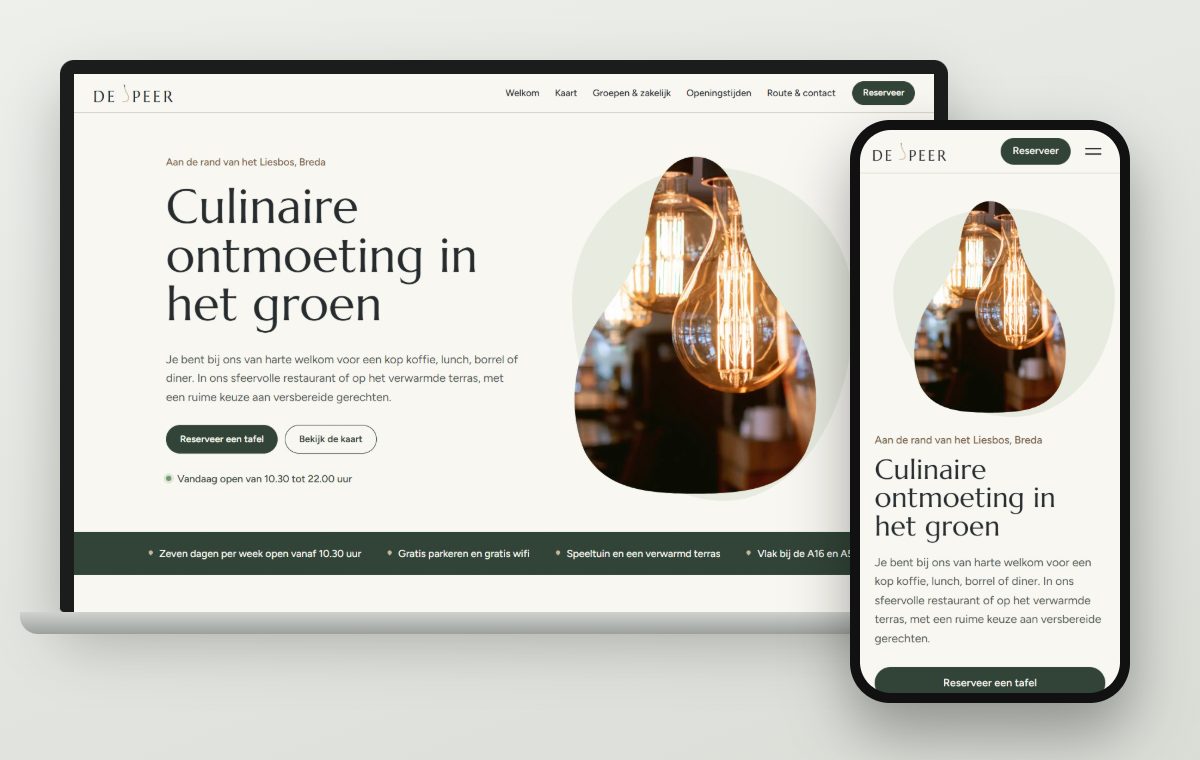 DE PEER
Welkom Kaart Groepen & zakelijk Openingstijden Route & contact Reserveer
Aan de rand van het Liesbos, Breda
Culinaire
ontmoeting in
het groen
Je bent bij ons van harte welkom voor een kop koffie, lunch, borrel of
diner. In ons sfeervolle restaurant of op het verwarmde terras, met
een ruime keuze aan versbereide gerechten.
Reserveer een tafel Bekijk de kaart
Vandaag open van 10.30 tot 22.00 uur
Zeven dagen per week open vanaf 10.30 uur Gratis parkeren en gratis wifi Speeltuin en een verwarmd terras Vlak bij de A16 en
DE PEER Reserveer
Aan de rand van het Liesbos, Breda
Culinaire
ontmoeting in
het groen
Je bent bij ons van harte welkom voor een
kop koffie, lunch, borrel of diner. In ons
sfeervolle restaurant of op het verwarmde
terras, met een ruime keuze aan versbereide
gerechten.
Reserveer een tafel